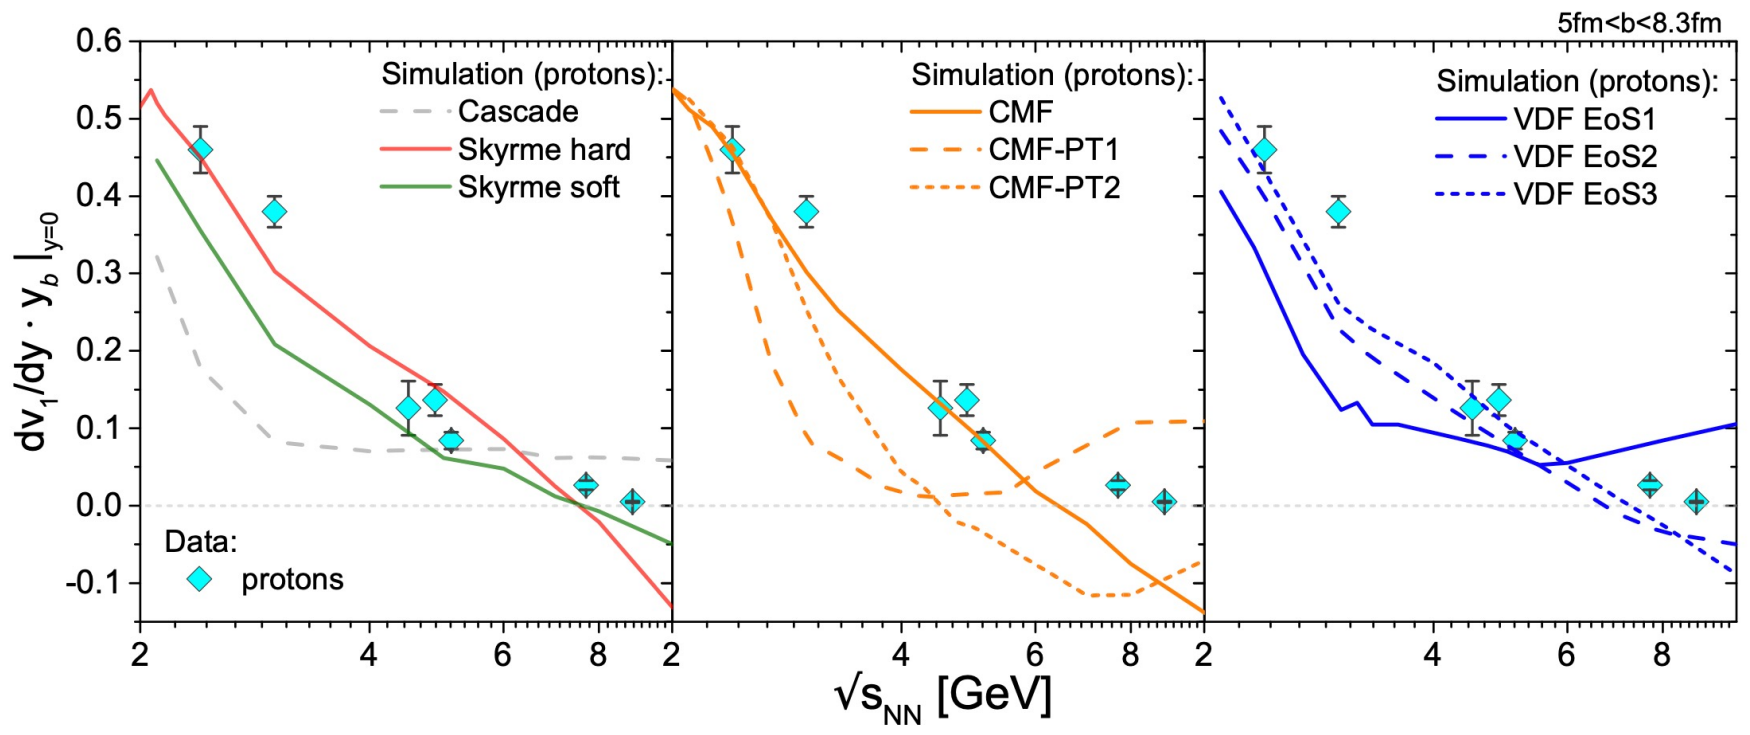 5fm<b<8.3fm
dv1/dy · yb |y=0
0.6
0.5
0.4
0.3
0.2
0.1
0.0
-0.1
Simulation (protons):
Cascade
Skyrme hard
Skyrme soft
Data:
protons
Simulation (protons):
CMF
CMF-PT1
CMF-PT2
Simulation (protons):
VDF EoS1
VDF EoS2
VDF EoS3
2 4 6 8 2 4 6 8 2 4 6 8
√sNN [GeV]